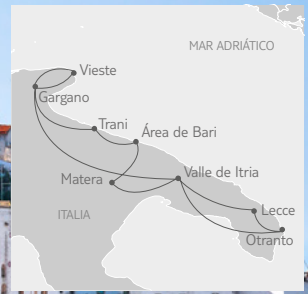 MAR ADRIÁTICO
Vieste
Gargano
Trani
Área de Bari
Matera
Valle de Itria
ITALIA
Lecce
Otranto